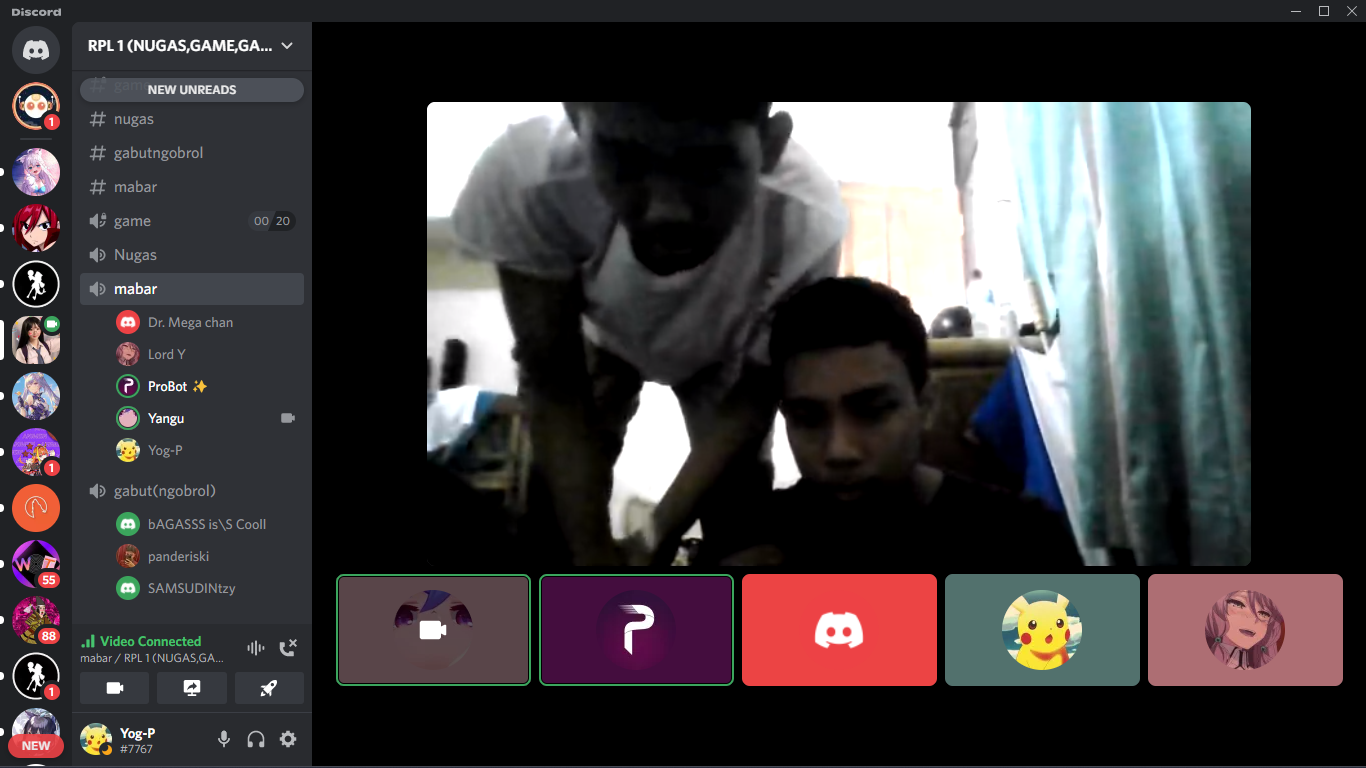 Discord
RPL 1 (NUGAS,GAME,GA...
NEW UNREADS
nugas
gabutngobrol
mabar
game 00 20
Nugas
mabar
Dr. Mega chan
Lord Y
ProBot ✨
Yangu
Yog-P
gabut(ngobrol)
bAGASSS is\S Cooll
panderiski
SAMSUDINtzy
Video Connected
mabar / RPL 1 (NUGAS,GA...
Yog-P
#7767
1
1
55
88
1
NEW